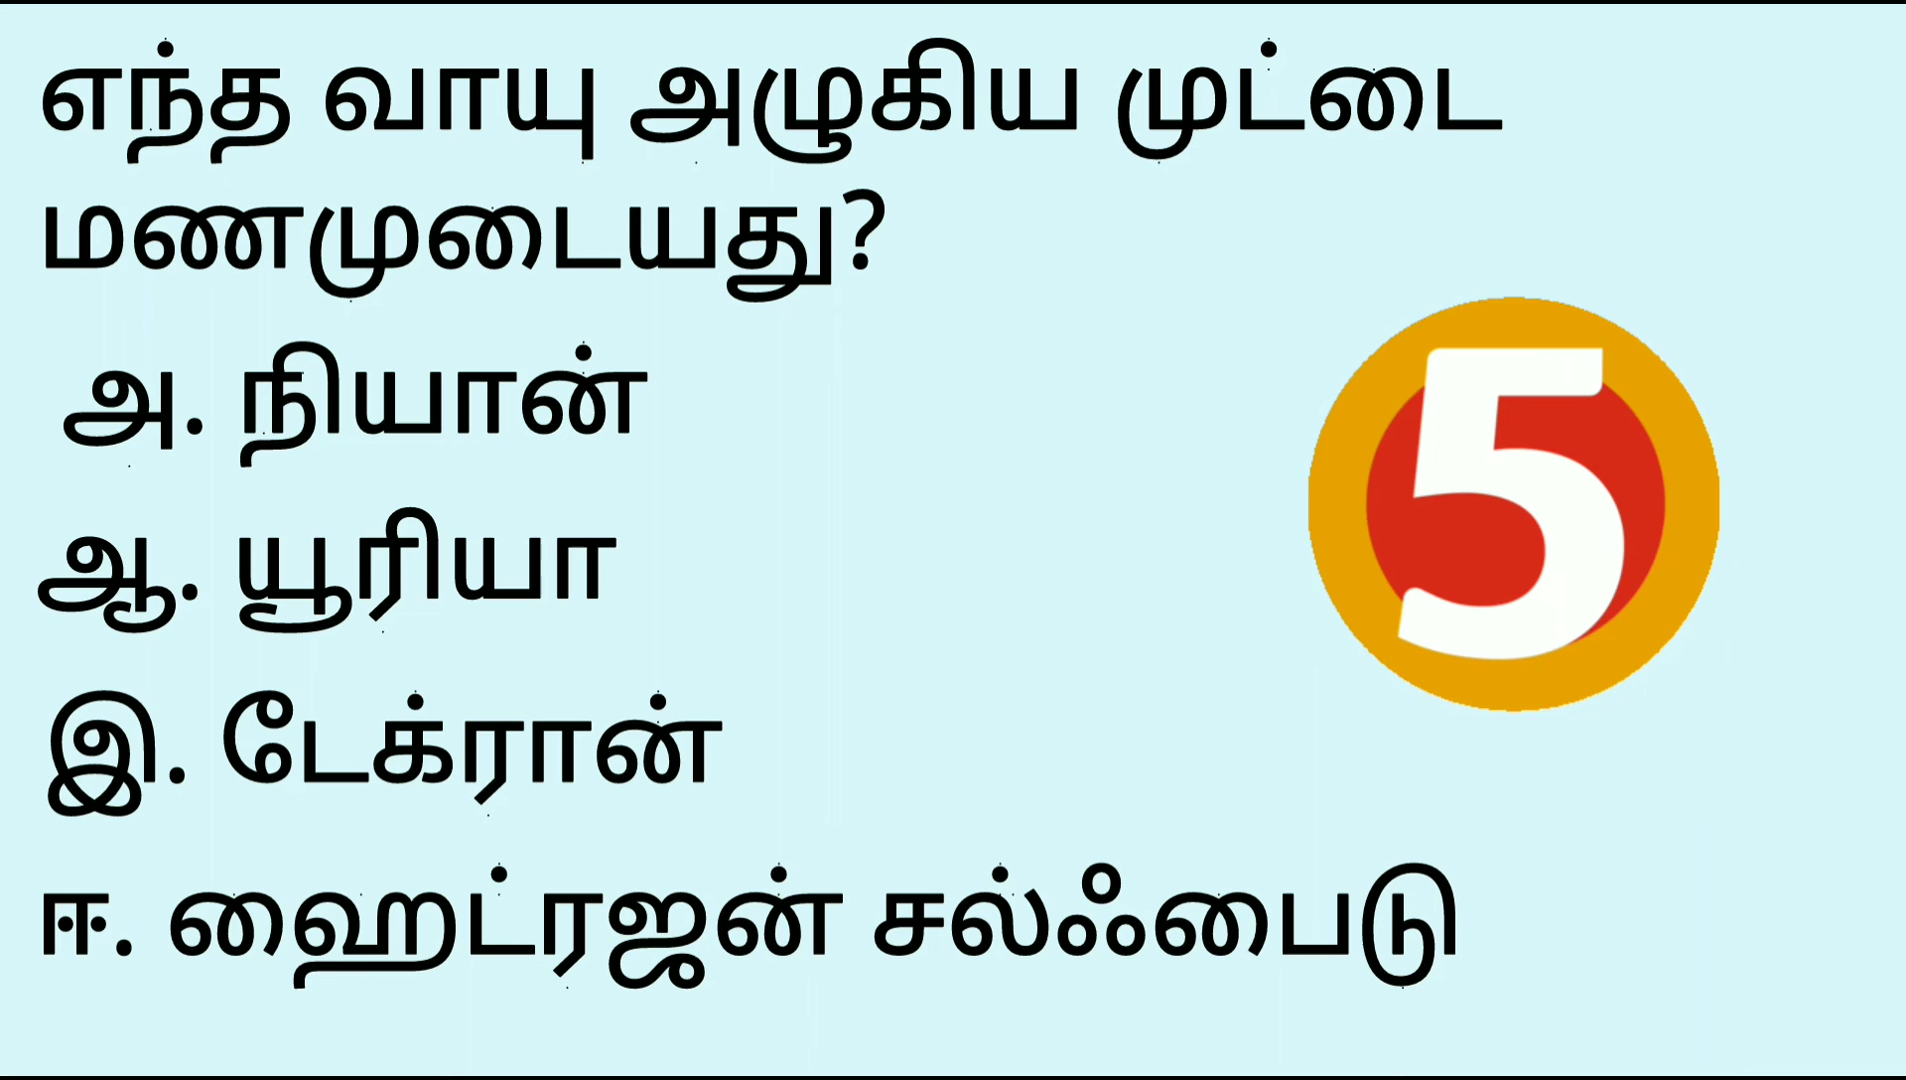 எந்த வாயு அழுகிய முட்டை
மணமுடையது?
அ. நியான்
ஆ. யூரியா
இ. டேக்ரான்
ஈ. ஹைட்ரஜன் சல்ஃபைடு
5